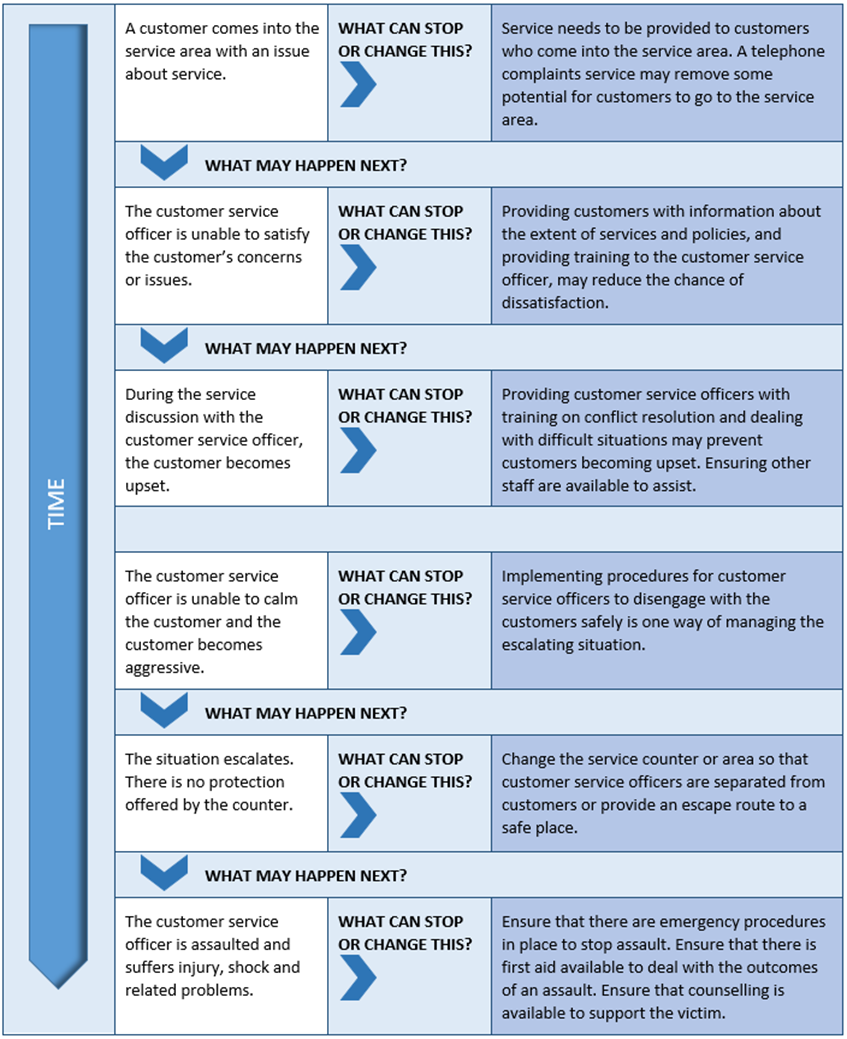 TIME
A customer comes into the
service area with an issue
about service.
WHAT CAN STOP
OR CHANGE THIS?
Service needs to be provided to customers
who come into the service area. A telephone
complaints service may remove some
potential for customers to go to the service
area.
WHAT MAY HAPPEN NEXT?
The customer service
officer is unable to satisfy
the customer’s concerns
or issues.
WHAT CAN STOP
OR CHANGE THIS?
Providing customers with information about
the extent of services and policies, and
providing training to the customer service
officer, may reduce the chance of
dissatisfaction.
WHAT MAY HAPPEN NEXT?
During the service
discussion with the
customer service officer,
the customer becomes
upset.
WHAT CAN STOP
OR CHANGE THIS?
Providing customer service officers with
training on conflict resolution and dealing
with difficult situations may prevent
customers becoming upset. Ensuring other
staff are available to assist.
The customer service
officer is unable to calm
the customer and the
customer becomes
aggressive.
WHAT CAN STOP
OR CHANGE THIS?
Implementing procedures for customer
service officers to disengage with the
customers safely is one way of managing the
escalating situation.
WHAT MAY HAPPEN NEXT?
The situation escalates.
There is no protection
offered by the counter.
WHAT CAN STOP
OR CHANGE THIS?
Change the service counter or area so that
customer service officers are separated from
customers or provide an escape route to a
safe place.
WHAT MAY HAPPEN NEXT?
The customer service
officer is assaulted and
suffers injury, shock and
related problems.
WHAT CAN STOP
OR CHANGE THIS?
Ensure that there are emergency procedures
in place to stop assault. Ensure that there is
first aid available to deal with the outcomes
of an assault. Ensure that counselling is
available to support the victim.